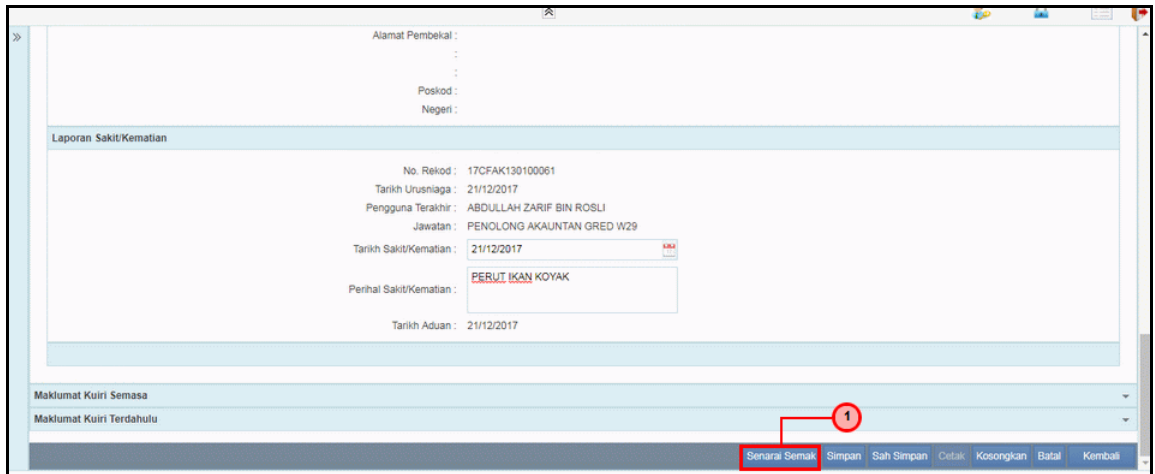 Alamat Pembekal :
:
:
Poskod :
Negeri :
Laporan Sakit/Kematian
No. Rekod : 17CFAK130100061
Tarikh Urusniaga : 21/12/2017
Pengguna Terakhir : ABDULLAH ZARIF BIN ROSLI
Jawatan : PENOLONG AKAUNTAN GRED W29
Tarikh Sakit/Kematian : 21/12/2017
Perihal Sakit/Kematian : PERUT IKAN KOYAK
Tarikh Aduan : 21/12/2017
Maklumat Kuiri Semasa
Maklumat Kuiri Terdahulu
1
Senarai Semak Simpan Sah Simpan Cetak Kosongkan Batal Kembali